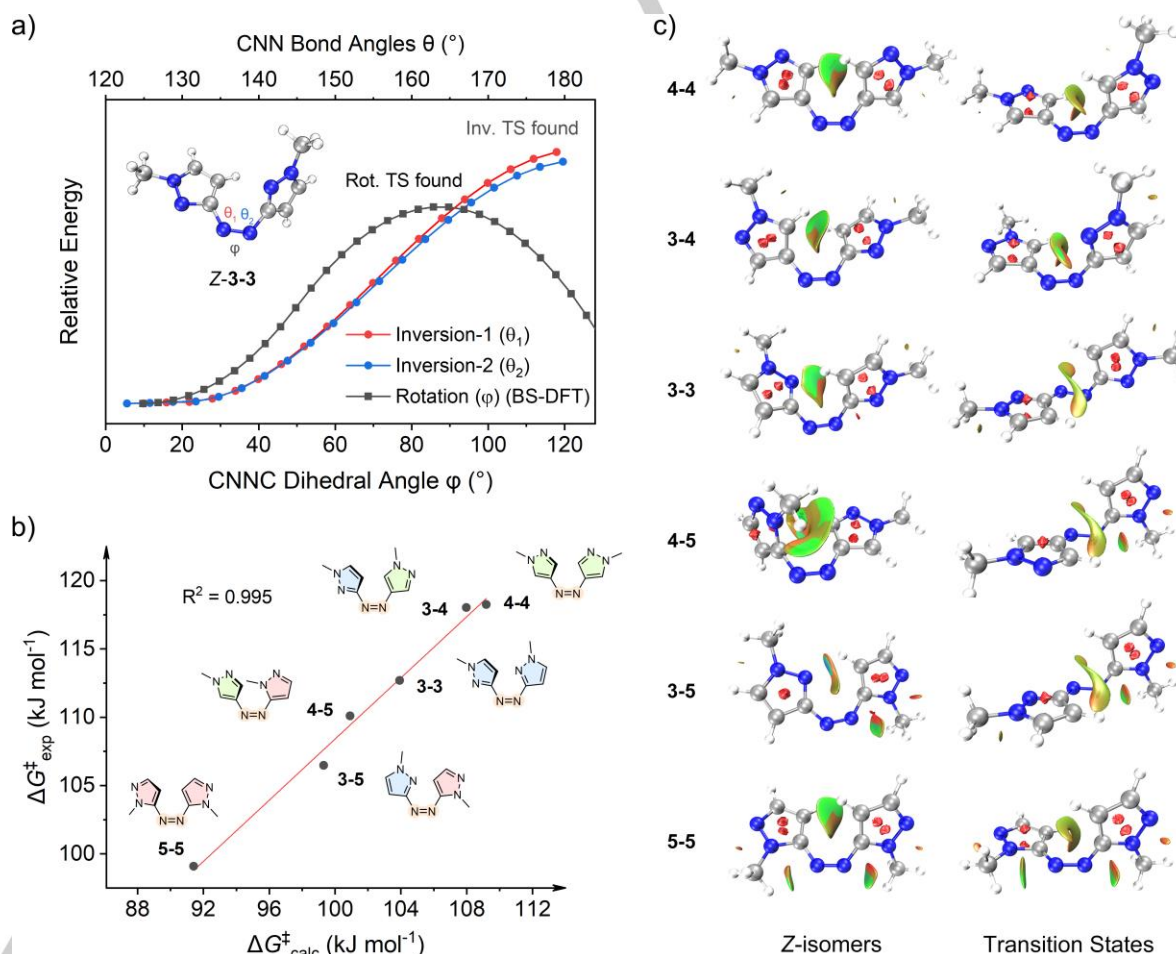 a)
CNN Bond Angles θ (°)
120 130 140 150 160 170 180
Inv. TS found
Rot. TS found
θ1 θ2
φ
Z-3-3
Relative Energy
Inversion-1 (θ1)
Inversion-2 (θ2)
Rotation (φ) (BS-DFT)
0 20 40 60 80 100 120
CNNC Dihedral Angle φ (°)
b)
R² = 0.995
ΔG‡exp (kJ mol⁻¹)
120
115
110
105
100
3-4
4-4
3-3
4-5
3-5
5-5
N=N
N=N
N=N
N=N
N=N
N=N
88 92 96 100 104 108 112
ΔG‡calc (kJ mol⁻¹)
c)
4-4
3-4
3-3
4-5
3-5
5-5
Z-isomers
Transition States